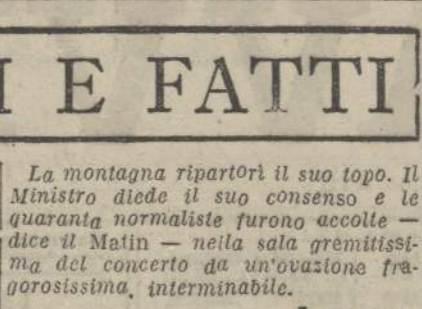 I E FATTI
La montagna ripartorì il suo topo. Il
Ministro diede il suo consenso e le
quaranta normaliste furono accolte —
dice il Matin — nella sala gremitissi-
ma del concerto da un'ovazione fra-
gorosissima, interminabile.